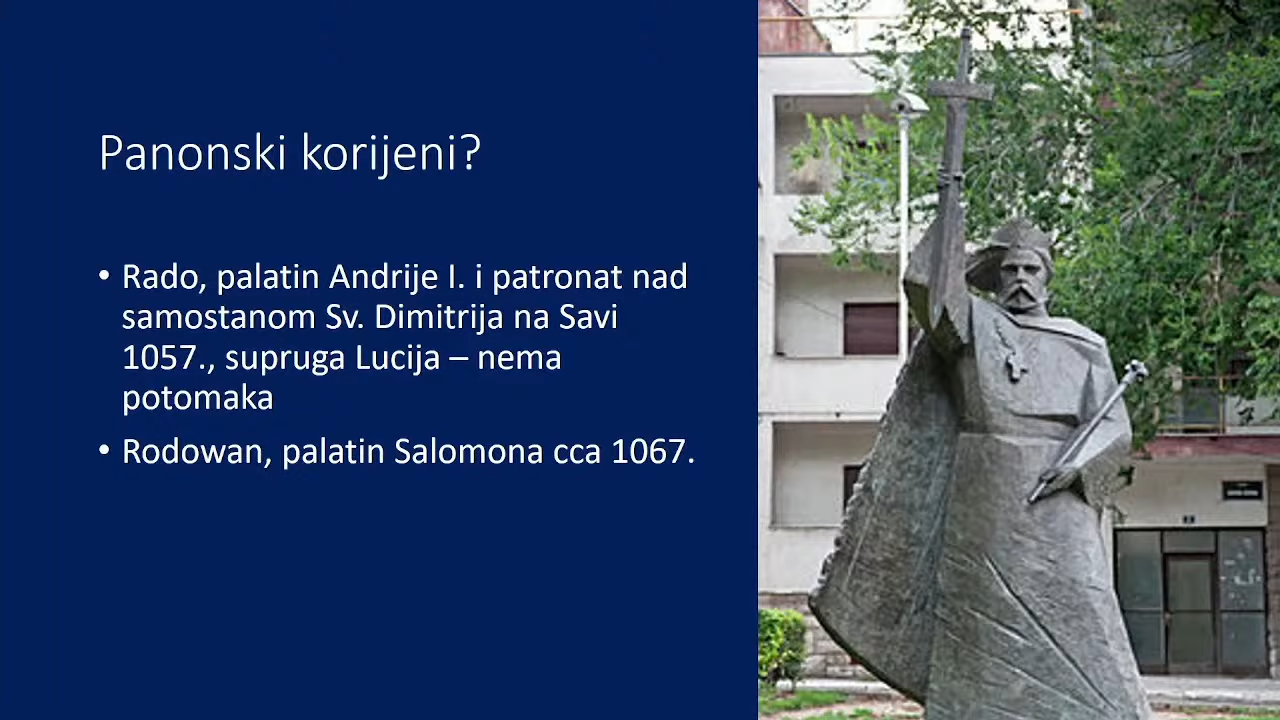 Panonski korijeni?
• Rado, palatin Andrije I. i patronat nad
samostanom Sv. Dimitrija na Savi
1057., supruga Lucija – nema
potomaka
• Rodowan, palatin Salomona cca 1067.